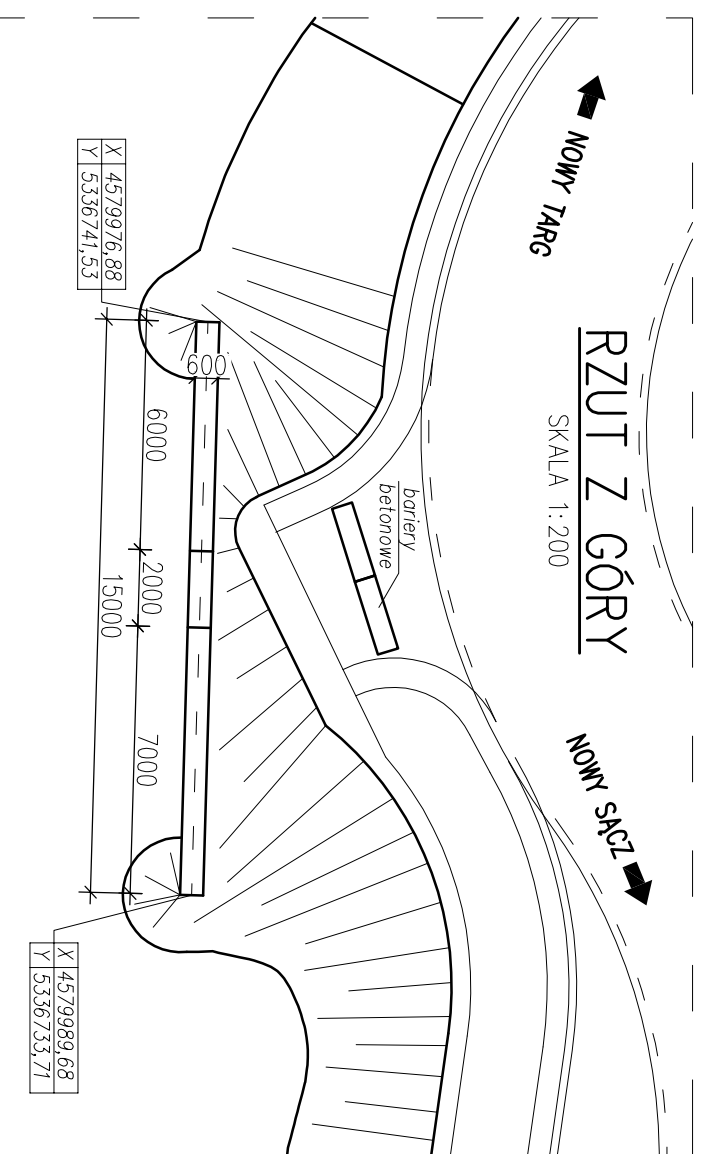 RZUT Z GÓRY
SKALA 1:200
NOWY TARG
NOWY SĄCZ
bariery
betonowe
600
6000
2000
7000
15000
X 4579976,88
Y 5336741,53
X 4579989,68
Y 5336733,71